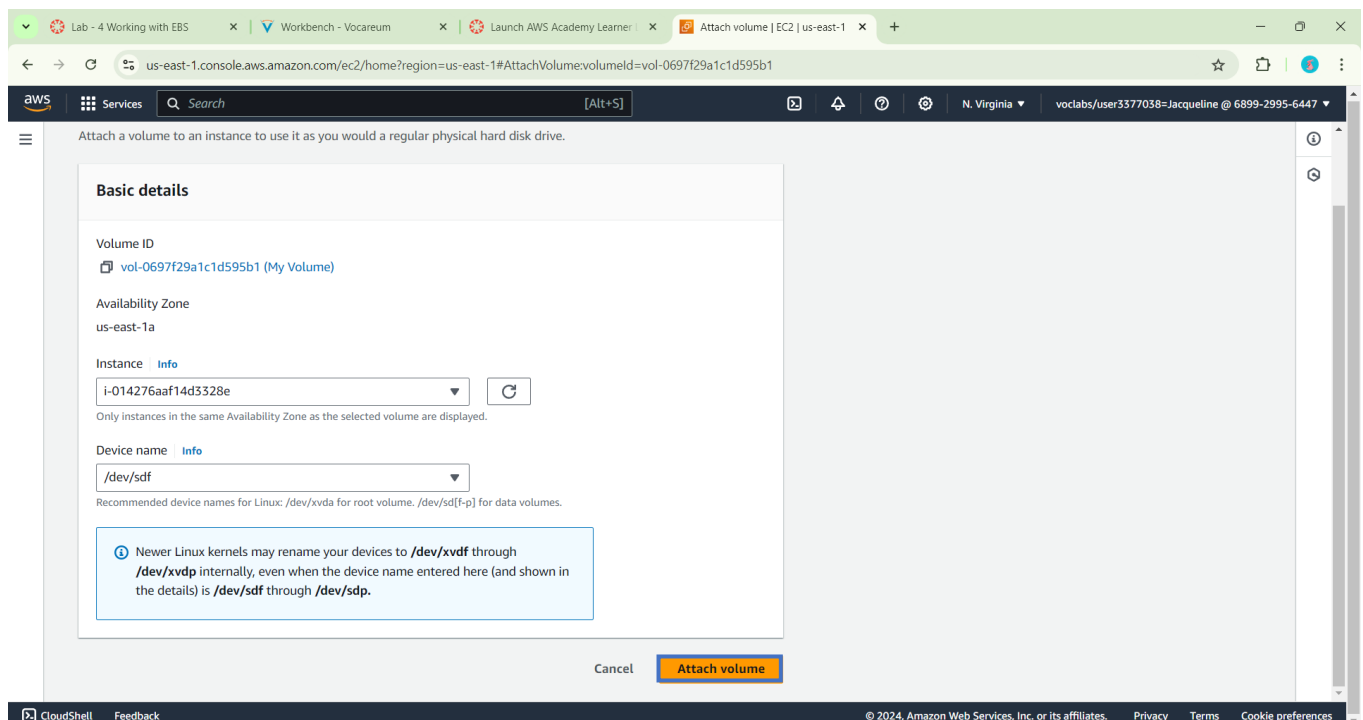 Lab - 4 Working with EBS
Workbench - Vocareum
Launch AWS Academy Learner
Attach volume | EC2 | us-east-1
us-east-1.console.aws.amazon.com/ec2/home?region=us-east-1#AttachVolume:volumeId=vol-0697f29a1c1d595b1
aws
Services
Search
[Alt+S]
N. Virginia
voclabs/user3377038=Jacqueline @ 6899-2995-6447
Attach a volume to an instance to use it as you would a regular physical hard disk drive.
Basic details
Volume ID
vol-0697f29a1c1d595b1 (My Volume)
Availability Zone
us-east-1a
Instance Info
i-014276aaf14d3328e
Only instances in the same Availability Zone as the selected volume are displayed.
Device name Info
/dev/sdf
Recommended device names for Linux: /dev/xvda for root volume. /dev/sd[f-p] for data volumes.
Newer Linux kernels may rename your devices to /dev/xvdf through
/dev/xvdp internally, even when the device name entered here (and shown in
the details) is /dev/sdf through /dev/sdp.
Cancel
Attach volume
CloudShell
Feedback
© 2024, Amazon Web Services, Inc. or its affiliates.
Privacy
Terms
Cookie preferences